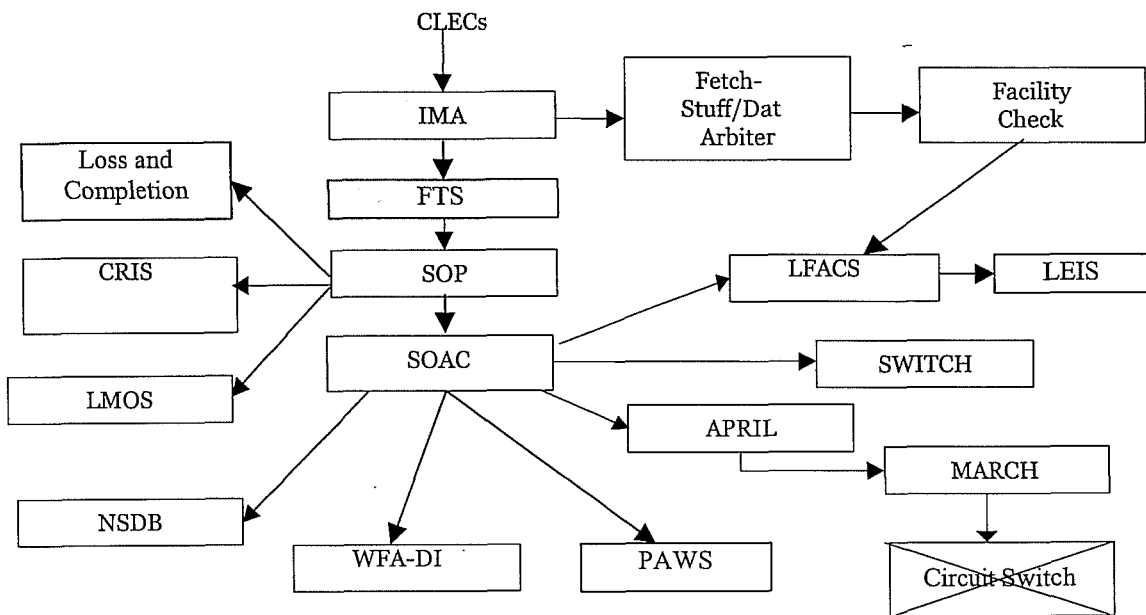 CLECs
IMA
Fetch-
Stuff/Dat
Arbiter
Facility
Check
Loss and
Completion
FTS
CRIS
SOP
LFACS
LEIS
SOAC
SWITCH
LMOS
APRIL
MARCH
NSDB
WFA-DI
PAWS
Circuit Switch